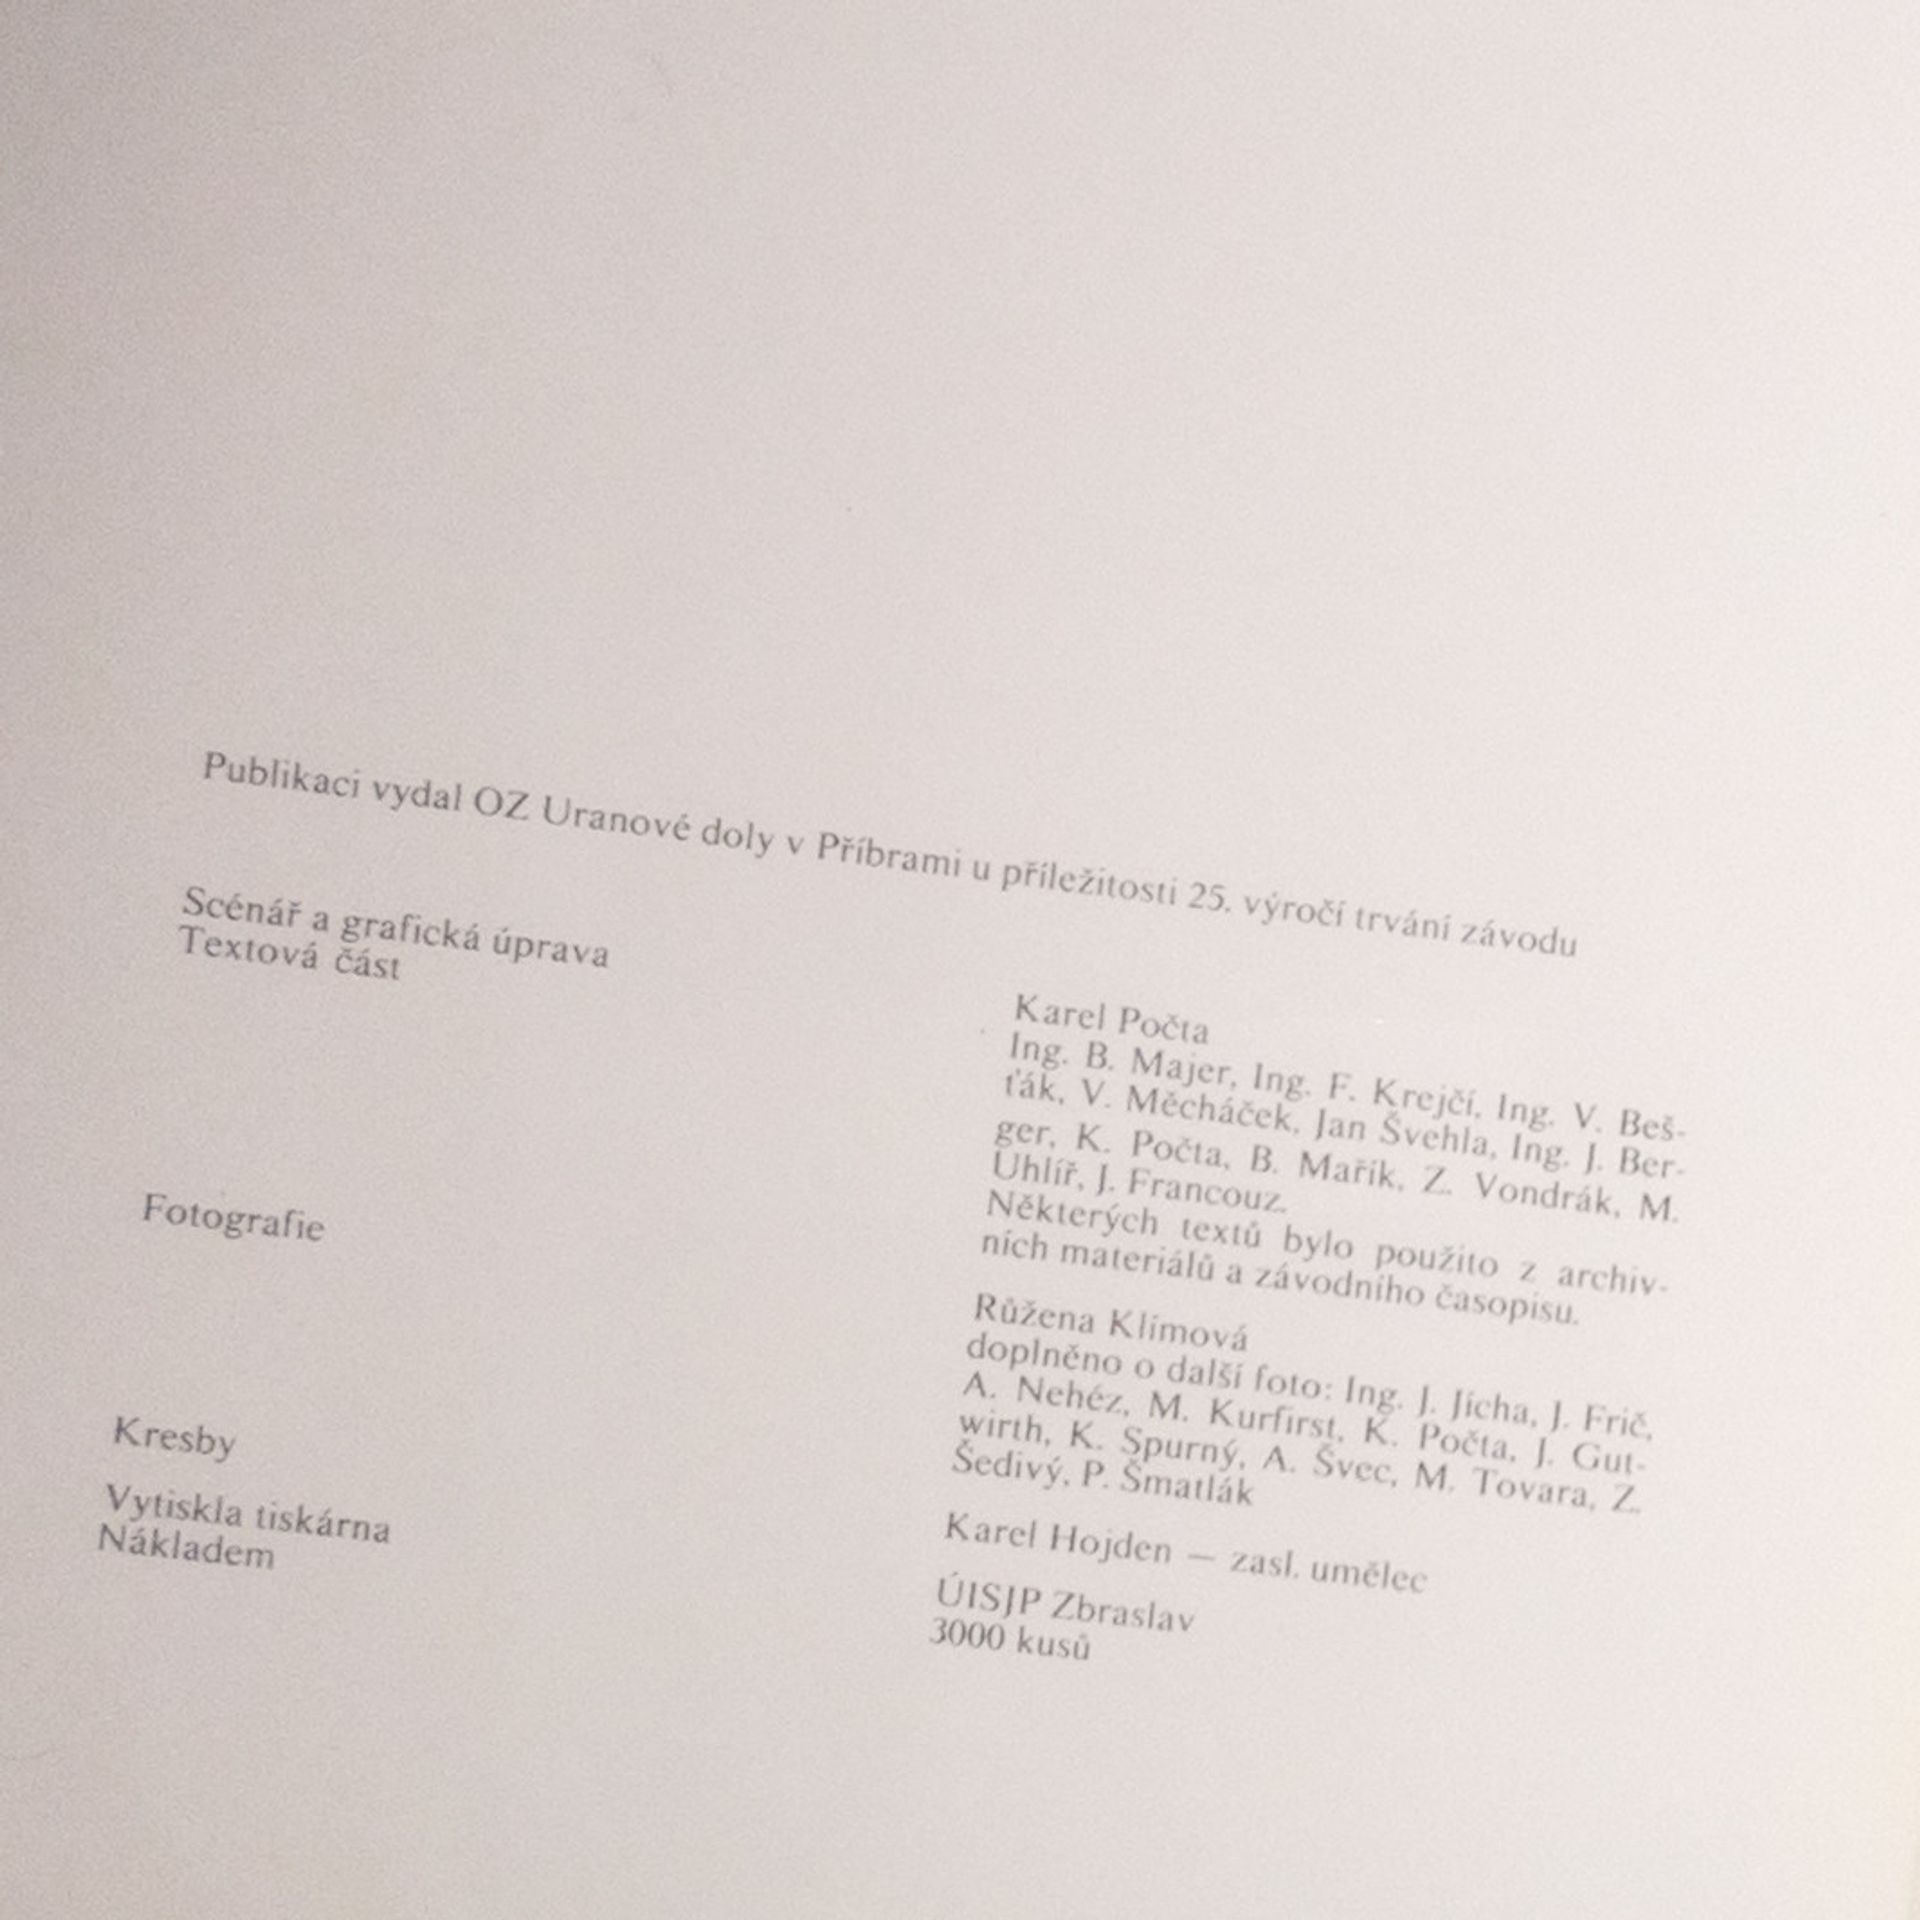 Publikaci vydal OZ Uranové doly v Příbrami u příležitosti 25. výročí trvání závodu
Scénář a grafická úprava
Karel Počta
Textová část
Ing. B. Majer, Ing. F. Krejčí, Ing. V. Beš-
ťák, V. Měcháček, Jan Švehla, Ing. J. Ber-
ger, K. Počta, B. Mařík, Z. Vondrák, M.
Uhlíř, J. Francouz.
Některých textů bylo použito z archiv-
ních materiálů a závodního časopisu.
Fotografie
Růžena Klímová
doplněno o další foto: Ing. J. Jícha, J. Frič,
A. Nehéz, M. Kurfirst, K. Počta, J. Gut-
wirth, K. Spurný, A. Švec, M. Tovara, Z.
Šedivý, P. Šmatlák
Kresby
Karel Hojden — zasl. umělec
Vytiskla tiskárna
ÚISJP Zbraslav
Nákladem
3000 kusů